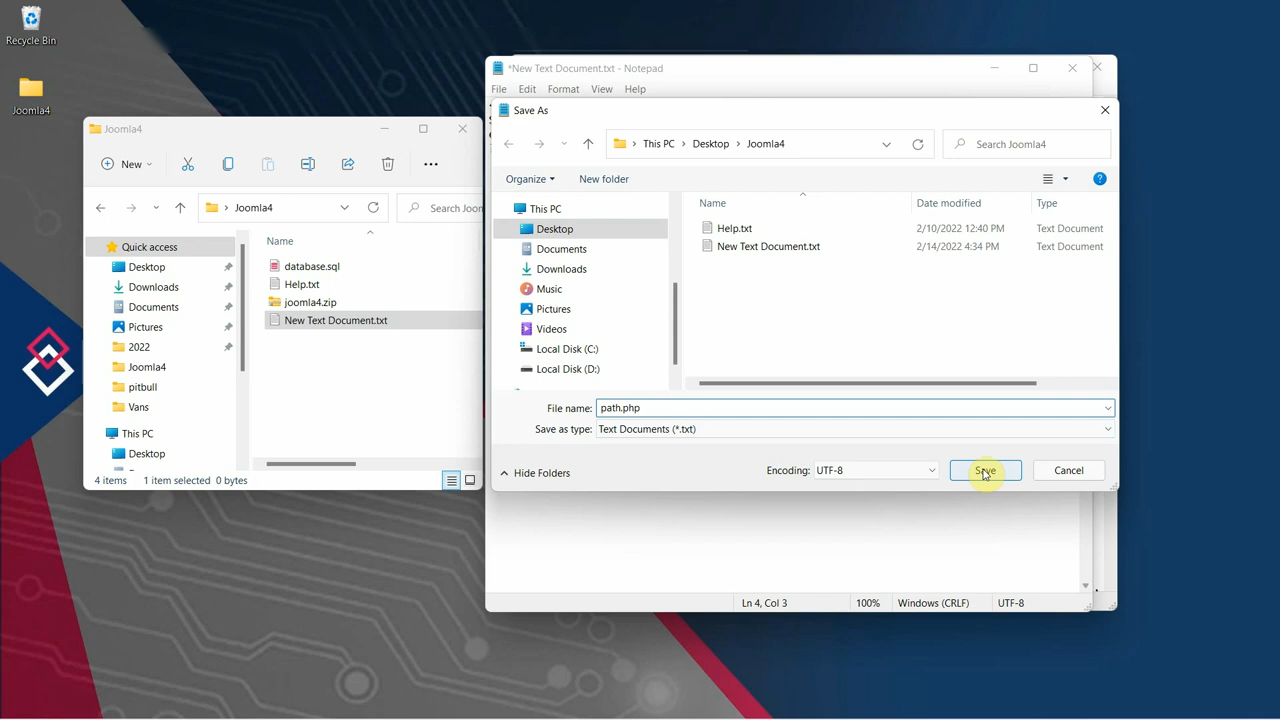 Recycle Bin
Joomla4
Joomla4
New
Joomla4
Search Joon
Quick access
Desktop
Downloads
Documents
Pictures
2022
Joomla4
pitbull
Vans
This PC
Desktop
Name
database.sql
Help.txt
joomla4.zip
New Text Document.txt
4 items 1 item selected 0 bytes
*New Text Document.txt - Notepad
File Edit Format View Help
Save As
This PC > Desktop > Joomla4
Search Joomla4
Organize New folder
This PC
Desktop
Documents
Downloads
Music
Pictures
Videos
Local Disk (C:)
Local Disk (D:)
Name Date modified Type
Help.txt 2/10/2022 12:40 PM Text Document
New Text Document.txt 2/14/2022 4:34 PM Text Document
File name: path.php
Save as type: Text Documents (*.txt)
Hide Folders Encoding: UTF-8 Save Cancel
Ln 4, Col 3 100% Windows (CRLF) UTF-8